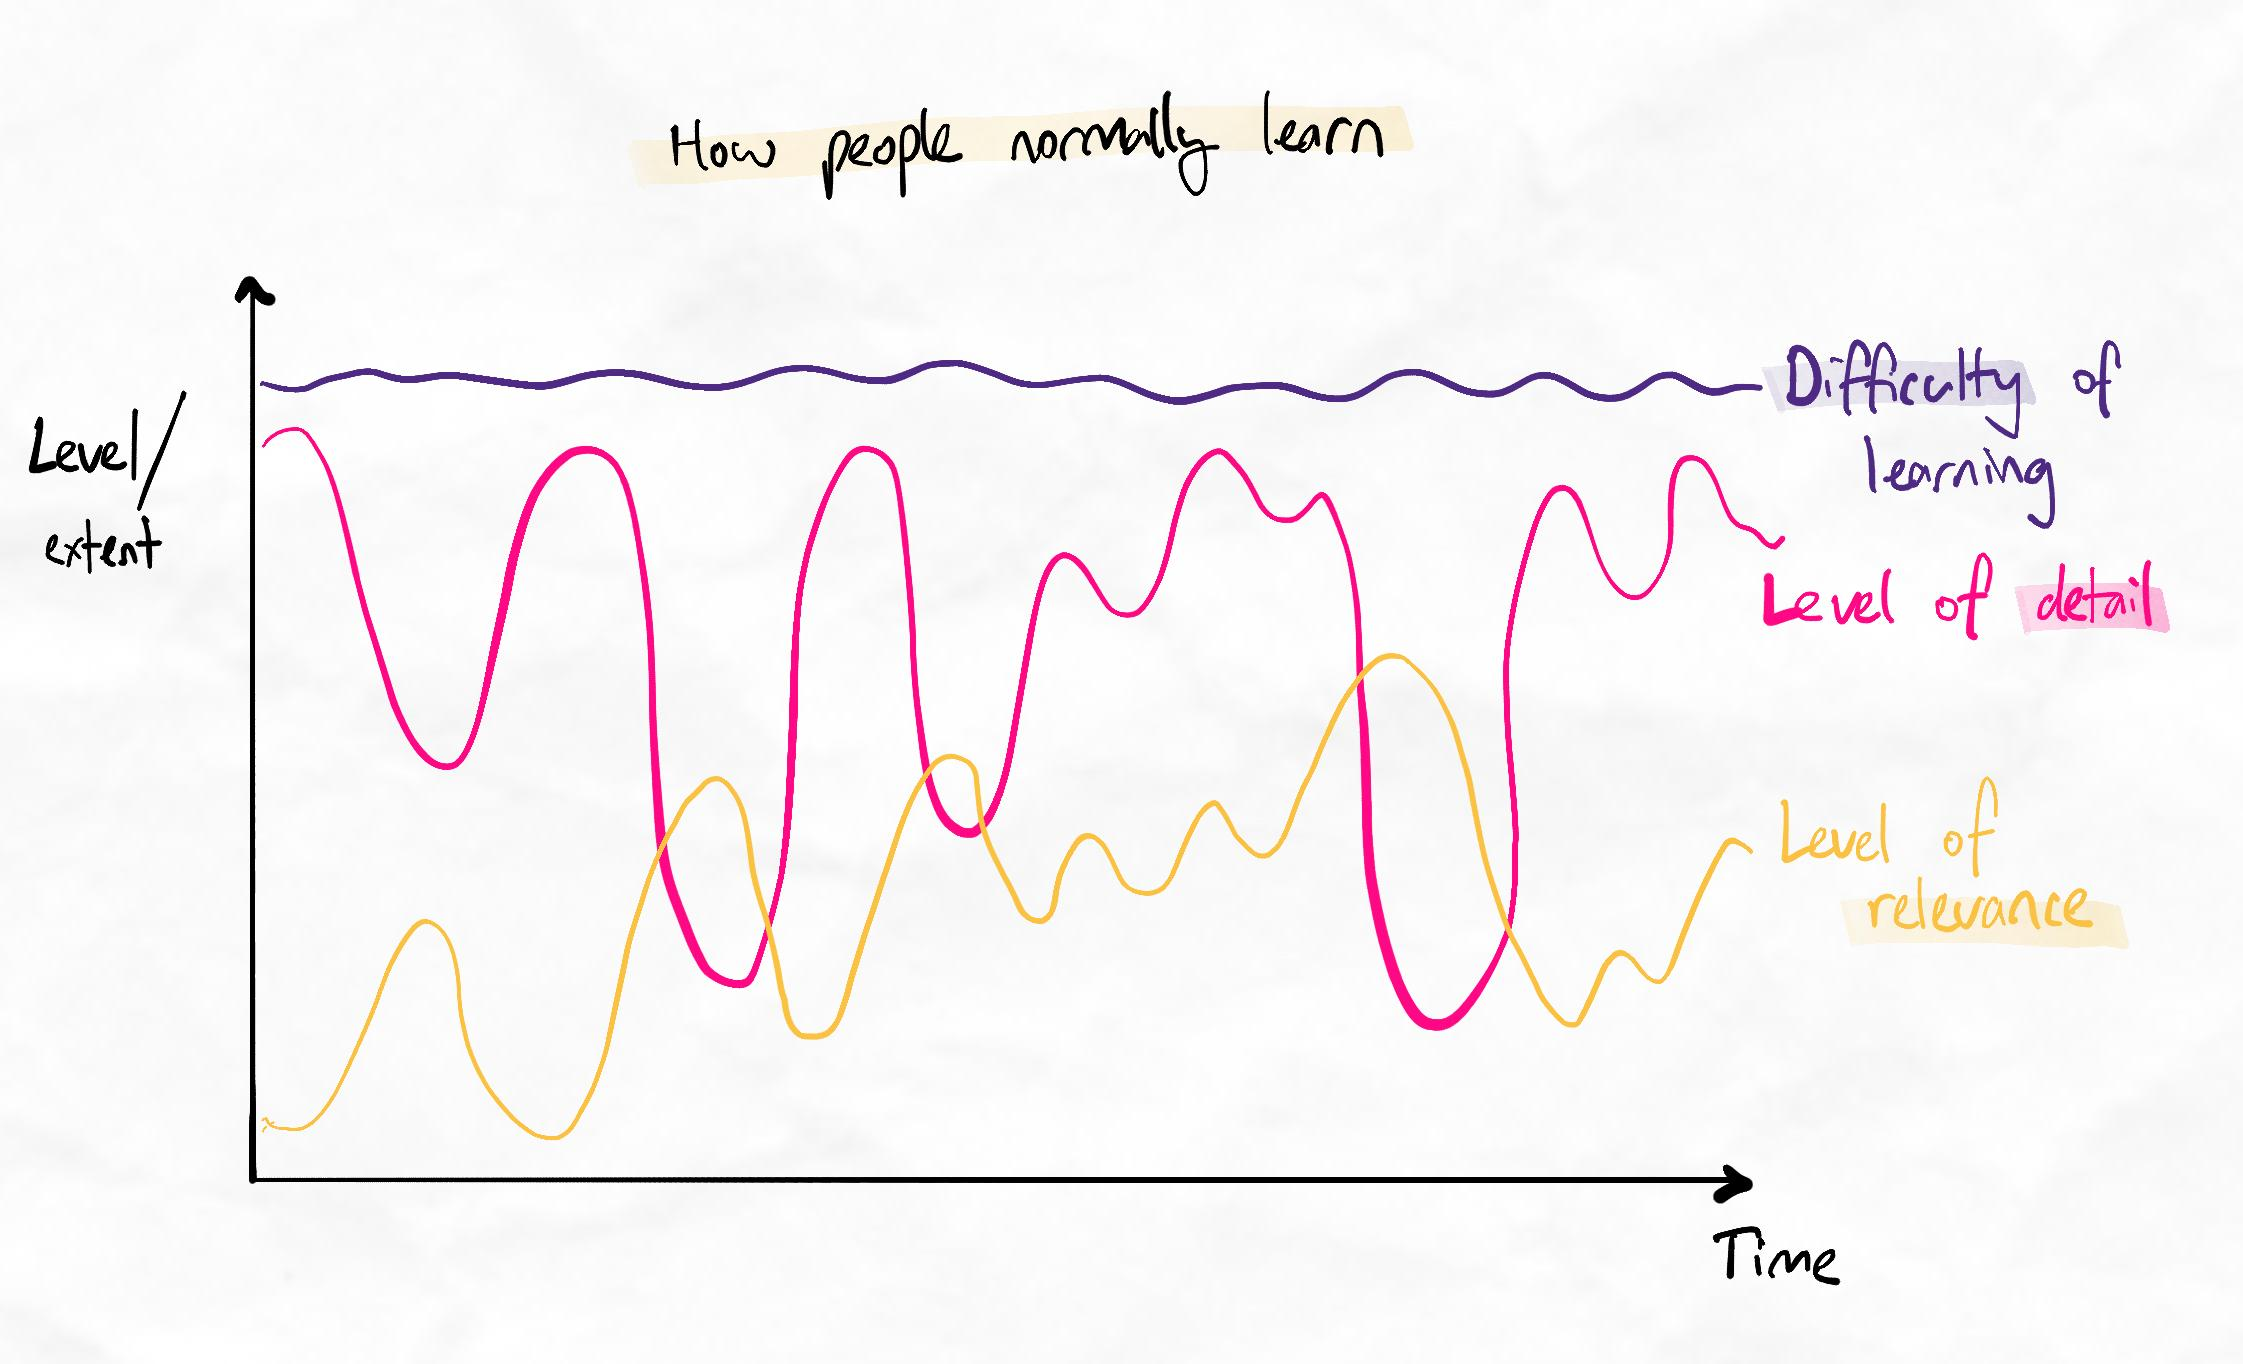 How people normally learn
Level/
extent
Difficulty of
learning
Level of detail
Level of
relevance
Time